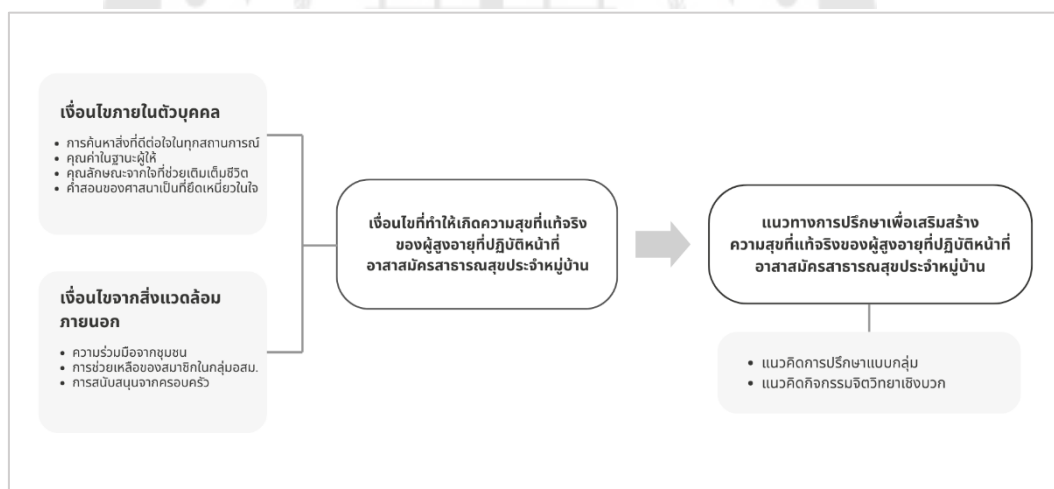 เงื่อนไขภายในตัวบุคคล
• การค้นหาสิ่งที่ดีต่อใจในทุกสถานการณ์
• คุณค่าในฐานะผู้ให้
• คุณลักษณะจากใจที่ช่วยเติมเต็มชีวิต
• คำสอนของศาสนาเป็นที่ยึดเหนี่ยวในใจ
เงื่อนไขจากสิ่งแวดล้อม
ภายนอก
• ความร่วมมือจากชุมชน
• การช่วยเหลือของสมาชิกในกลุ่มอสม.
• การสนับสนุนจากครอบครัว
เงื่อนไขที่ทำให้เกิดความสุขที่แท้จริง
ของผู้สูงอายุที่ปฏิบัติหน้าที่
อาสาสมัครสาธารณสุขประจำหมู่บ้าน
แนวทางการปรึกษาเพื่อเสริมสร้าง
ความสุขที่แท้จริงของผู้สูงอายุที่ปฏิบัติหน้าที่
อาสาสมัครสาธารณสุขประจำหมู่บ้าน
• แนวคิดการปรึกษาแบบกลุ่ม
• แนวคิดกิจกรรมจิตวิทยาเชิงบวก